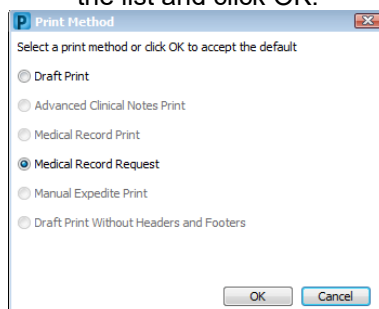 the list and click OK.
P Print Method
Select a print method or click OK to accept the default
Draft Print
Advanced Clinical Notes Print
Medical Record Print
Medical Record Request
Manual Expedite Print
Draft Print Without Headers and Footers
OK Cancel